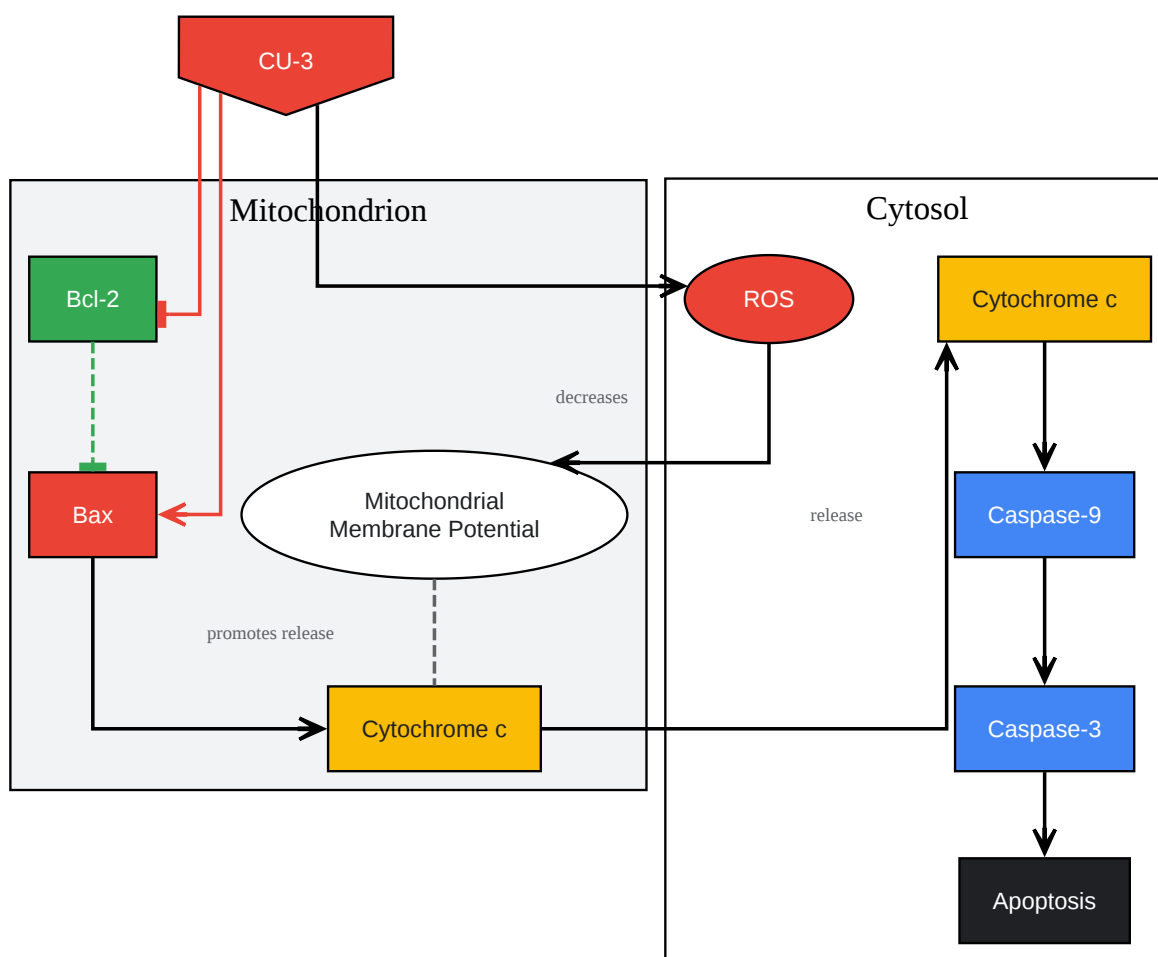 CU-3
Mitochondrion
Cytosol
Bcl-2
ROS
Cytochrome c
decreases
Bax
Mitochondrial
Membrane Potential
release
Caspase-9
promotes release
Cytochrome c
Caspase-3
Apoptosis